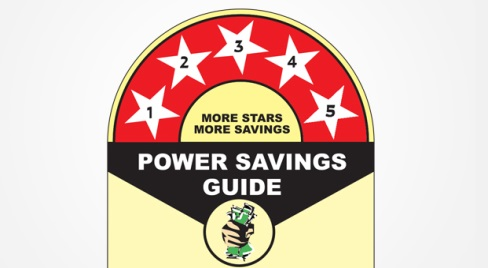 1 2 3 4 5
MORE STARS
MORE SAVINGS
POWER SAVINGS
GUIDE